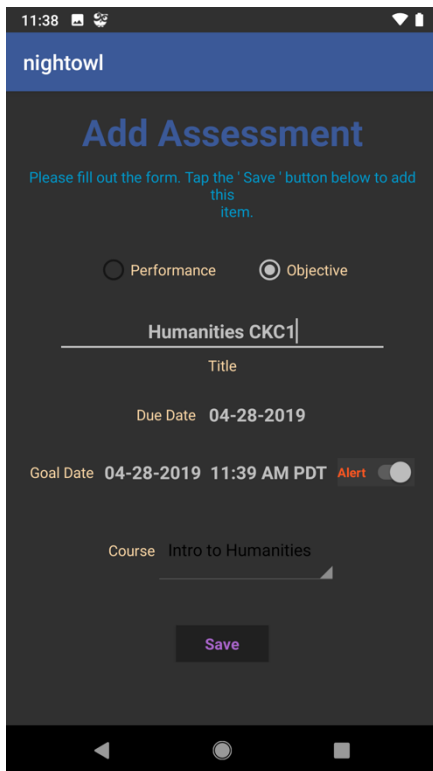 11:38
nightowl
Add Assessment
Please fill out the form. Tap the ' Save ' button below to add
this
item.
Performance Objective
Humanities CKC1
Title
Due Date 04-28-2019
Goal Date 04-28-2019 11:39 AM PDT Alert
Course Intro to Humanities
Save